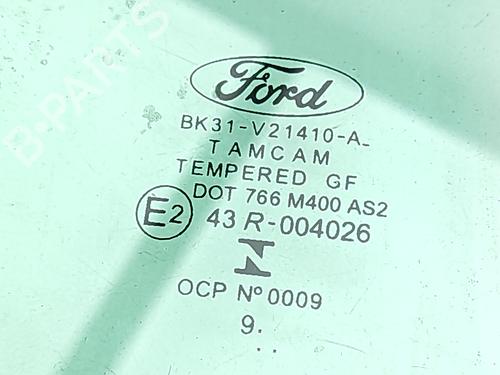 B-PARTS
Ford
BK31-V21410-A
TAMCAM
TEMPERED GF
DOT 766 M400 AS2
E2 43 R-004026
OCP Nº 0009
9.
..